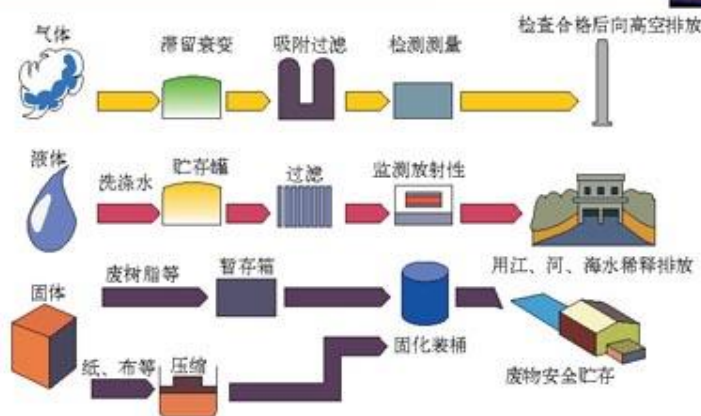 气体
滞留衰变
吸附过滤
检测测量
检查合格后向高空排放
液体
洗涤水
贮存罐
过滤
监测放射性
用江、河、海水稀释排放
固体
废树脂等
暂存箱
固化装桶
纸、布等
压缩
废物安全贮存